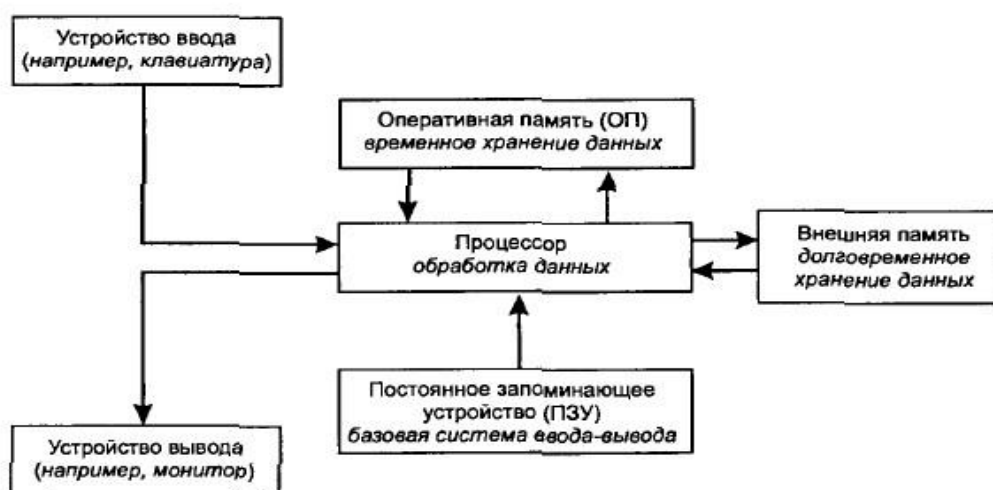 Устройство ввода
(например, клавиатура)
Оперативная память (ОП)
временное хранение данных
Процессор
обработка данных
Внешняя память
долговременное
хранение данных
Постоянное запоминающее
устройство (ПЗУ)
базовая система ввода-вывода
Устройство вывода
(например, монитор)